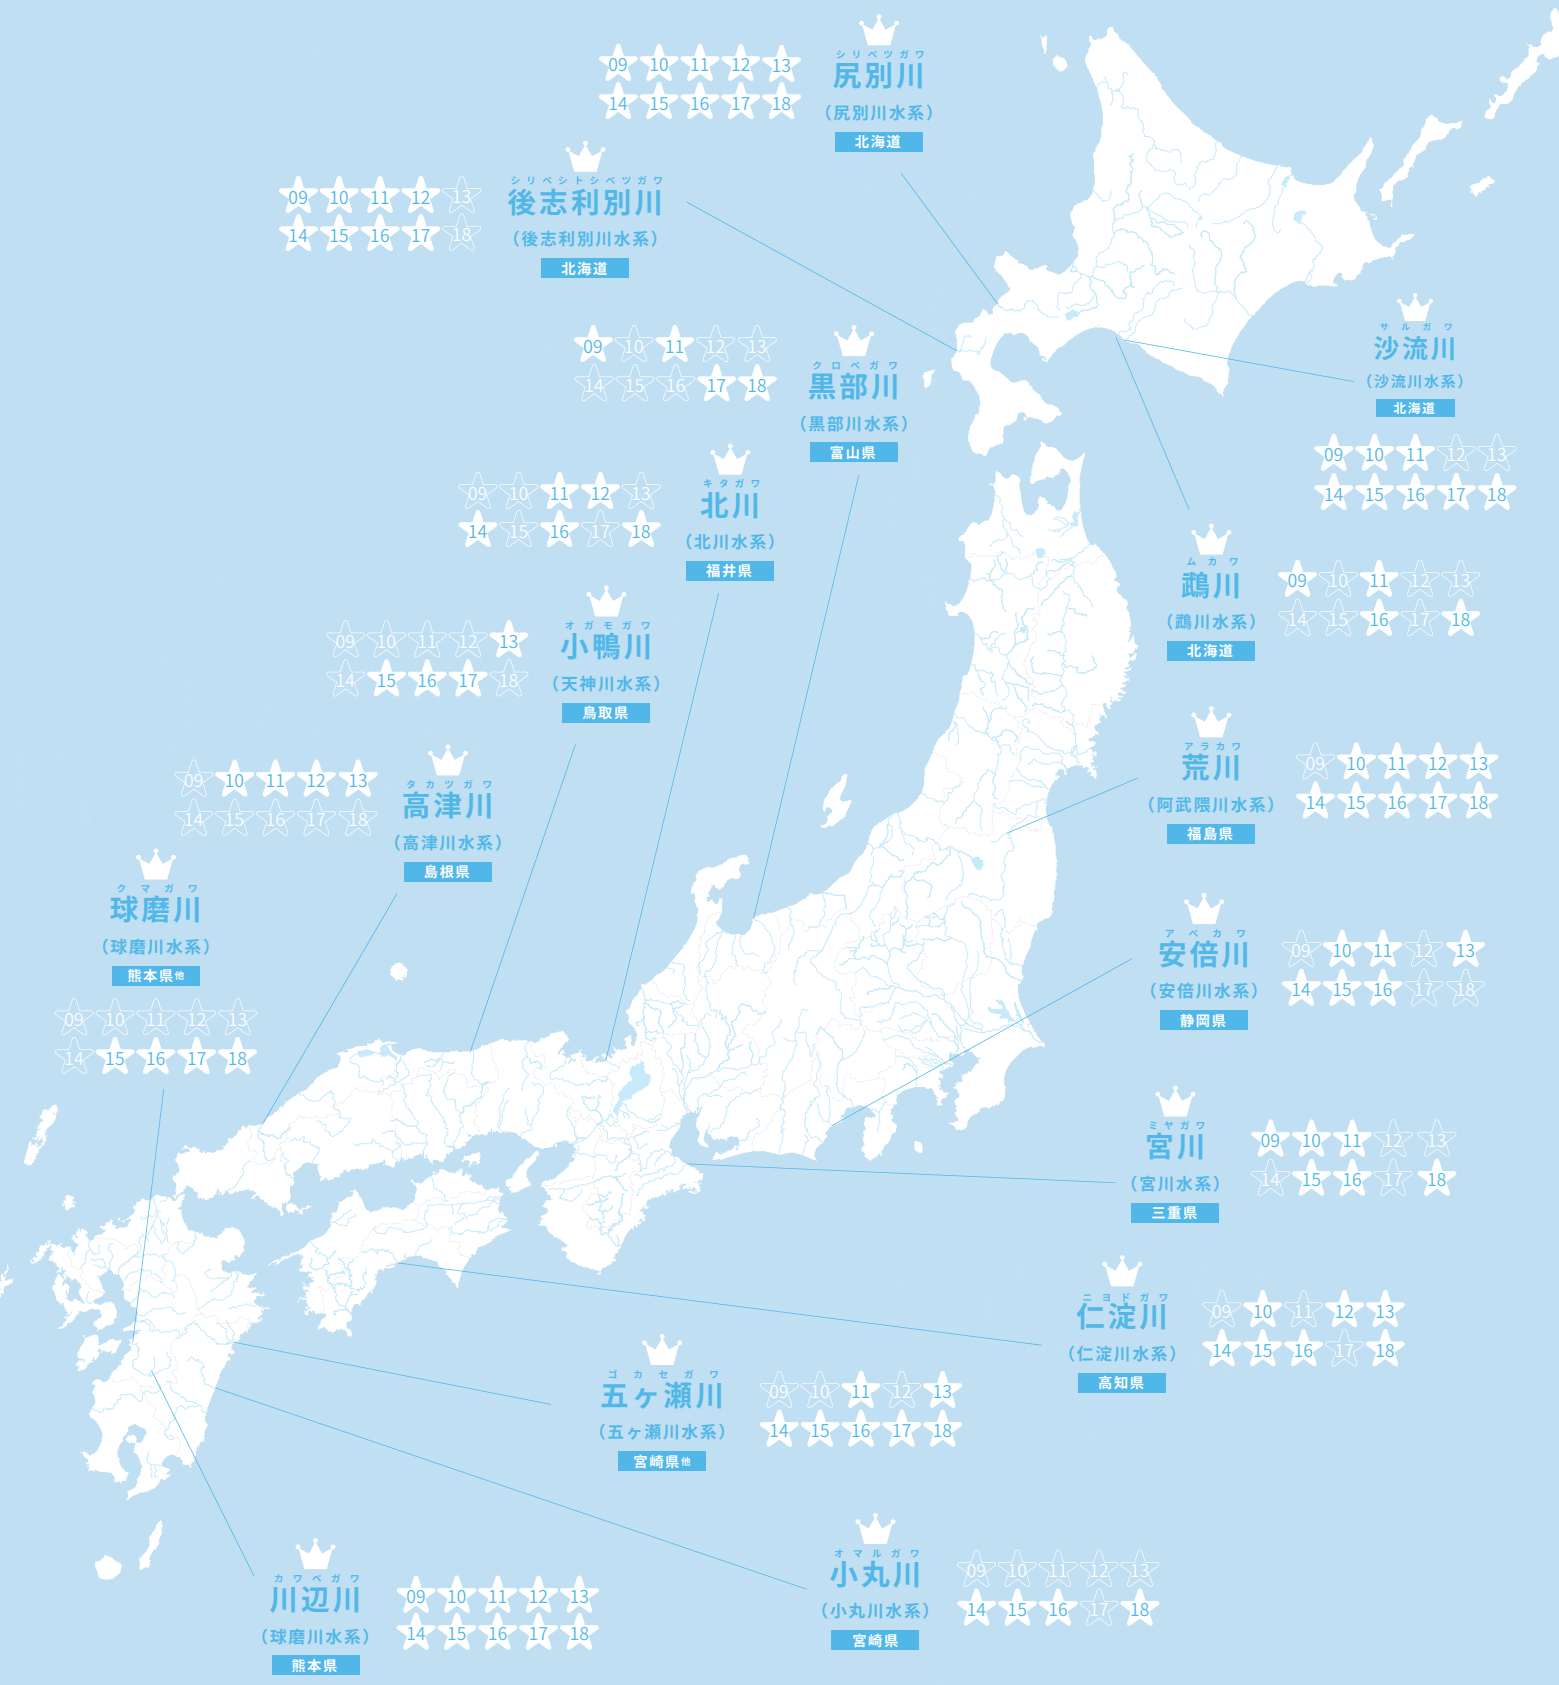 シリベツガワ
尻別川
（尻別川水系）
北海道
09 10 11 12 13
14 15 16 17 18
シリベシトシベツガワ
後志利別川
（後志利別川水系）
北海道
09 10 11 12 13
14 15 16 17 18
サルガワ
沙流川
（沙流川水系）
北海道
09 10 11 12 13
14 15 16 17 18
クロベガワ
黒部川
（黒部川水系）
富山県
09 10 11 12 13
14 15 16 17 18
キタガワ
北川
（北川水系）
福井県
09 10 11 12 13
14 15 16 17 18
ムカワ
鵡川
（鵡川水系）
北海道
09 10 11 12 13
14 15 16 17 18
オガモガワ
小鴨川
（天神川水系）
鳥取県
09 10 11 12 13
14 15 16 17 18
アラカワ
荒川
（阿武隈川水系）
福島県
09 10 11 12 13
14 15 16 17 18
タカツガワ
高津川
（高津川水系）
島根県
09 10 11 12 13
14 15 16 17 18
クマガワ
球磨川
（球磨川水系）
熊本県他
09 10 11 12 13
14 15 16 17 18
アベカワ
安倍川
（安倍川水系）
静岡県
09 10 11 12 13
14 15 16 17 18
ミヤガワ
宮川
（宮川水系）
三重県
09 10 11 12 13
14 15 16 17 18
ニヨドガワ
仁淀川
（仁淀川水系）
高知県
09 10 11 12 13
14 15 16 17 18
ゴカセガワ
五ヶ瀬川
（五ヶ瀬川水系）
宮崎県他
09 10 11 12 13
14 15 16 17 18
オマルガワ
小丸川
（小丸川水系）
宮崎県
09 10 11 12 13
14 15 16 17 18
カワベガワ
川辺川
（球磨川水系）
熊本県
09 10 11 12 13
14 15 16 17 18